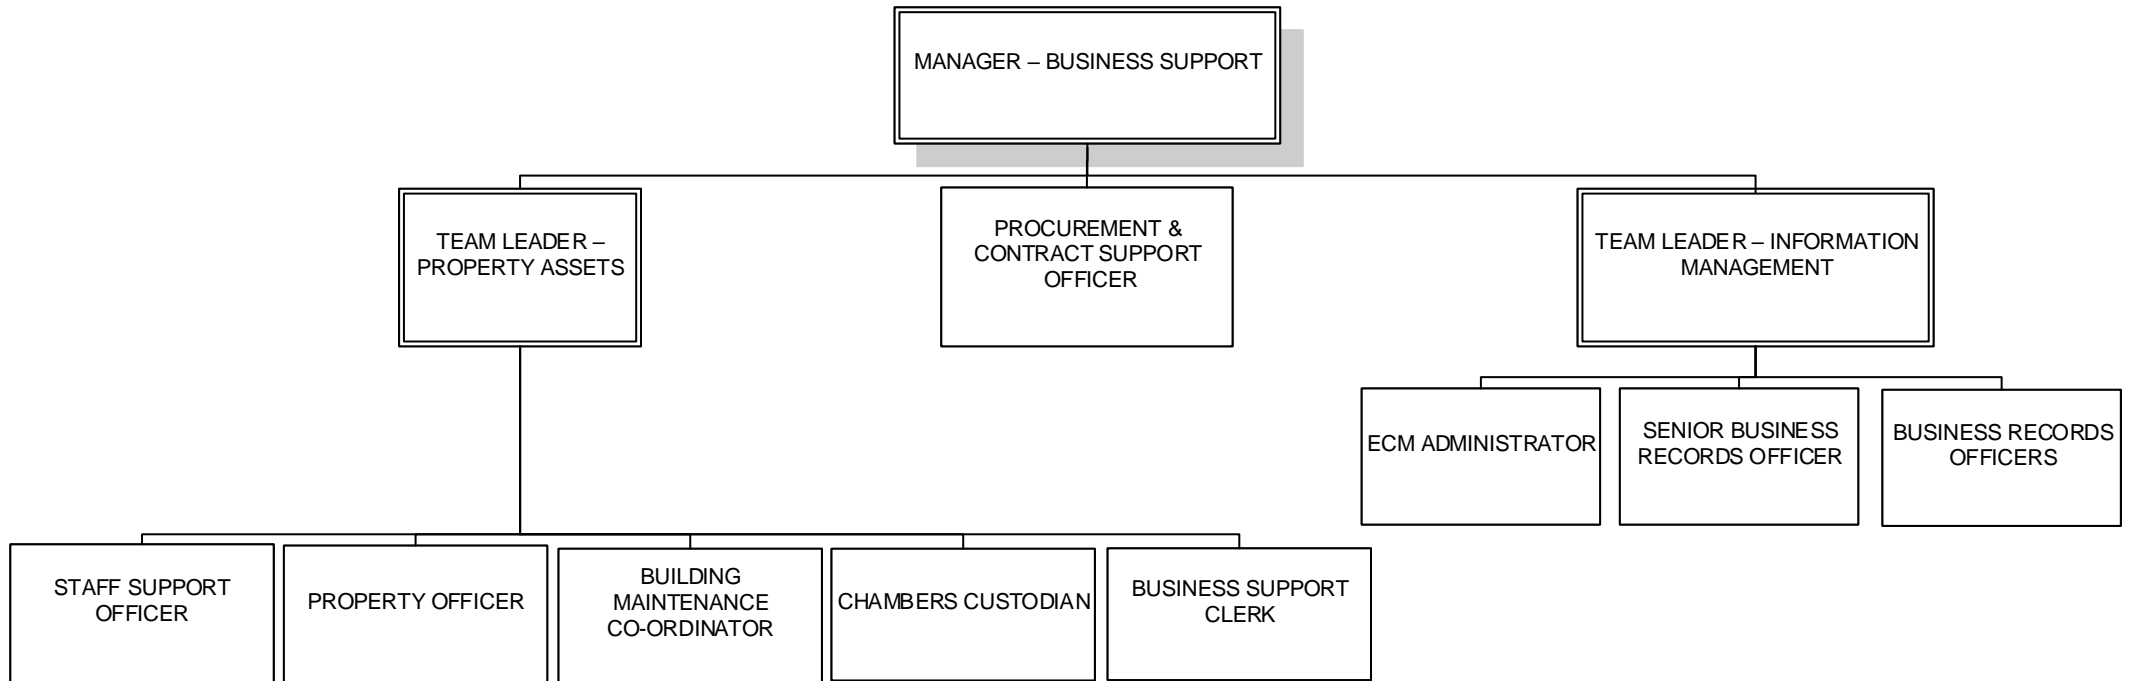 MANAGER – BUSINESS SUPPORT
TEAM LEADER –
PROPERTY ASSETS
PROCUREMENT &
CONTRACT SUPPORT
OFFICER
TEAM LEADER – INFORMATION
MANAGEMENT
ECM ADMINISTRATOR
SENIOR BUSINESS
RECORDS OFFICER
BUSINESS RECORDS
OFFICERS
STAFF SUPPORT
OFFICER
PROPERTY OFFICER
BUILDING
MAINTENANCE
CO-ORDINATOR
CHAMBERS CUSTODIAN
BUSINESS SUPPORT
CLERK